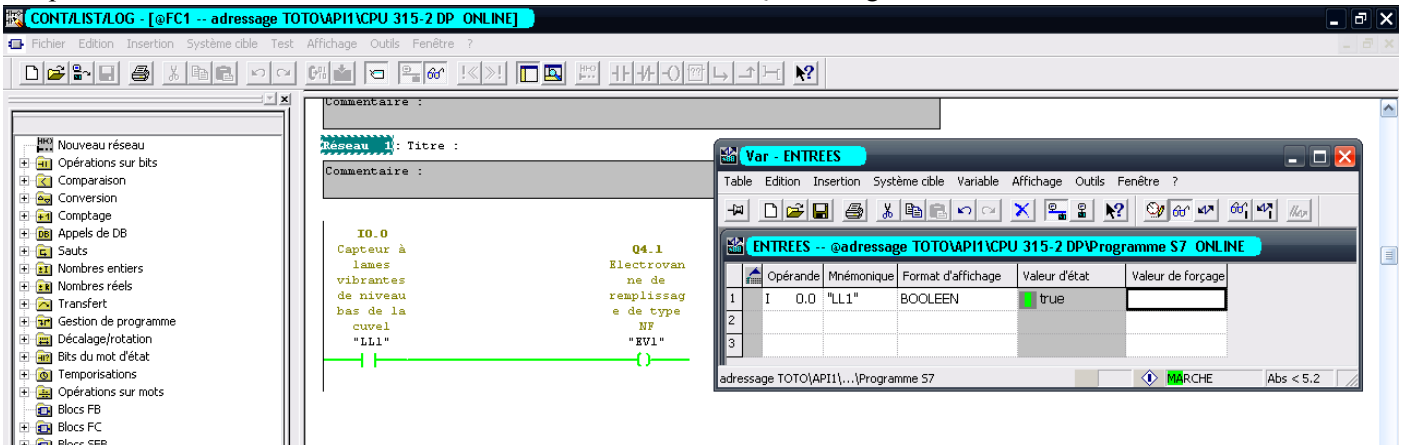 CONT/LIST/LOG - [@FC1 -- adressage TOTO\API1\CPU 315-2 DP ONLINE]
Fichier Edition Insertion Système cible Test Affichage Outils Fenêtre ?
Commentaire :
Réseau 1: Titre :
Commentaire :
Nouveau réseau
Opérations sur bits
Comparaison
Conversion
Comptage
Appels de DB
Sauts
Nombres entiers
Nombres réels
Transfert
Gestion de programme
Décalage/rotation
Bits du mot d'état
Temporisations
Opérations sur mots
Blocs FB
Blocs FC
Blocs SFB
I0.0
Capteur à
lames
vibrantes
de niveau
bas de la
cuve1
"LL1"
Q4.1
Electrovan
ne de
remplissag
e de type
NF
"EV1"
Var - ENTREES
Table Edition Insertion Système cible Variable Affichage Outils Fenêtre ?
ENTREES -- @adressage TOTO\API1\CPU 315-2 DP\Programme S7 ONLINE
Opérande Mnémonique Format d'affichage Valeur d'état Valeur de forçage
1 I 0.0 "LL1" BOOLEEN true
2
3
adressage TOTO\API1\...\Programme S7 MARCHE Abs < 5.2